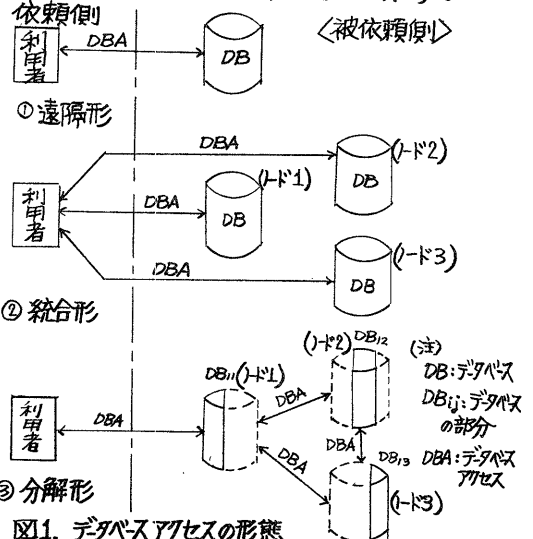 依頼側
〈被依頼側〉
利用者
DBA
DB
①遠隔形
DBA
(ノード2)
DB
利用者
DBA
(ノード1)
DB
DBA
(ノード3)
DB
②統合形
(ノード2) DB12
DB11 (ノード1)
利用者
DBA
DBA
DBA
DBA
DB13
(ノード3)
(注)
DB:データベース
DBij:データベース
の部分
DBA:データベース
アクセス
③分解形
図1. データベースアクセスの形態